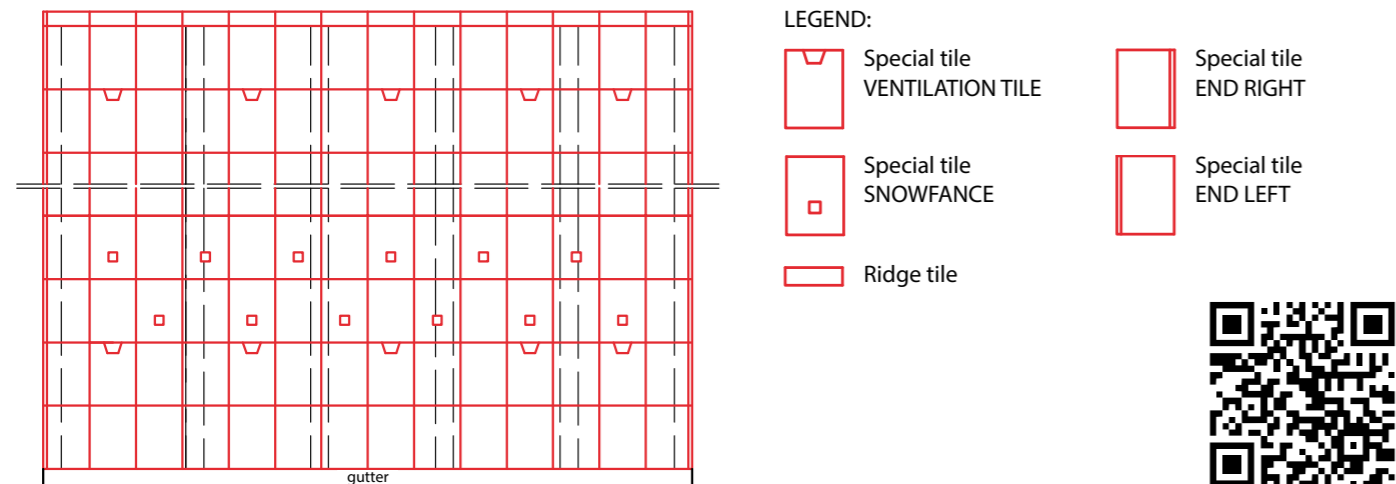 LEGEND:
Special tile
VENTILATION TILE
Special tile
END RIGHT
Special tile
SNOWFANCE
Special tile
END LEFT
Ridge tile
gutter